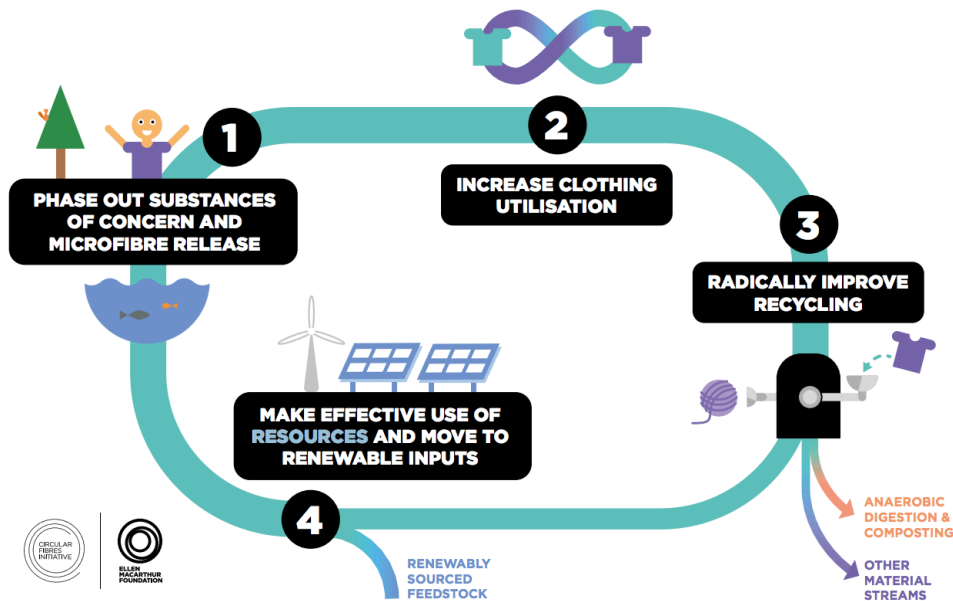 1
PHASE OUT SUBSTANCES
OF CONCERN AND
MICROFIBRE RELEASE
2
INCREASE CLOTHING
UTILISATION
3
RADICALLY IMPROVE
RECYCLING
MAKE EFFECTIVE USE OF
RESOURCES AND MOVE TO
RENEWABLE INPUTS
4
ANAEROBIC
DIGESTION &
COMPOSTING
OTHER
MATERIAL
STREAMS
RENEWABLY
SOURCED
FEEDSTOCK
CIRCULAR
FIBRES
INITIATIVE
ELLEN
MACARTHUR
FOUNDATION